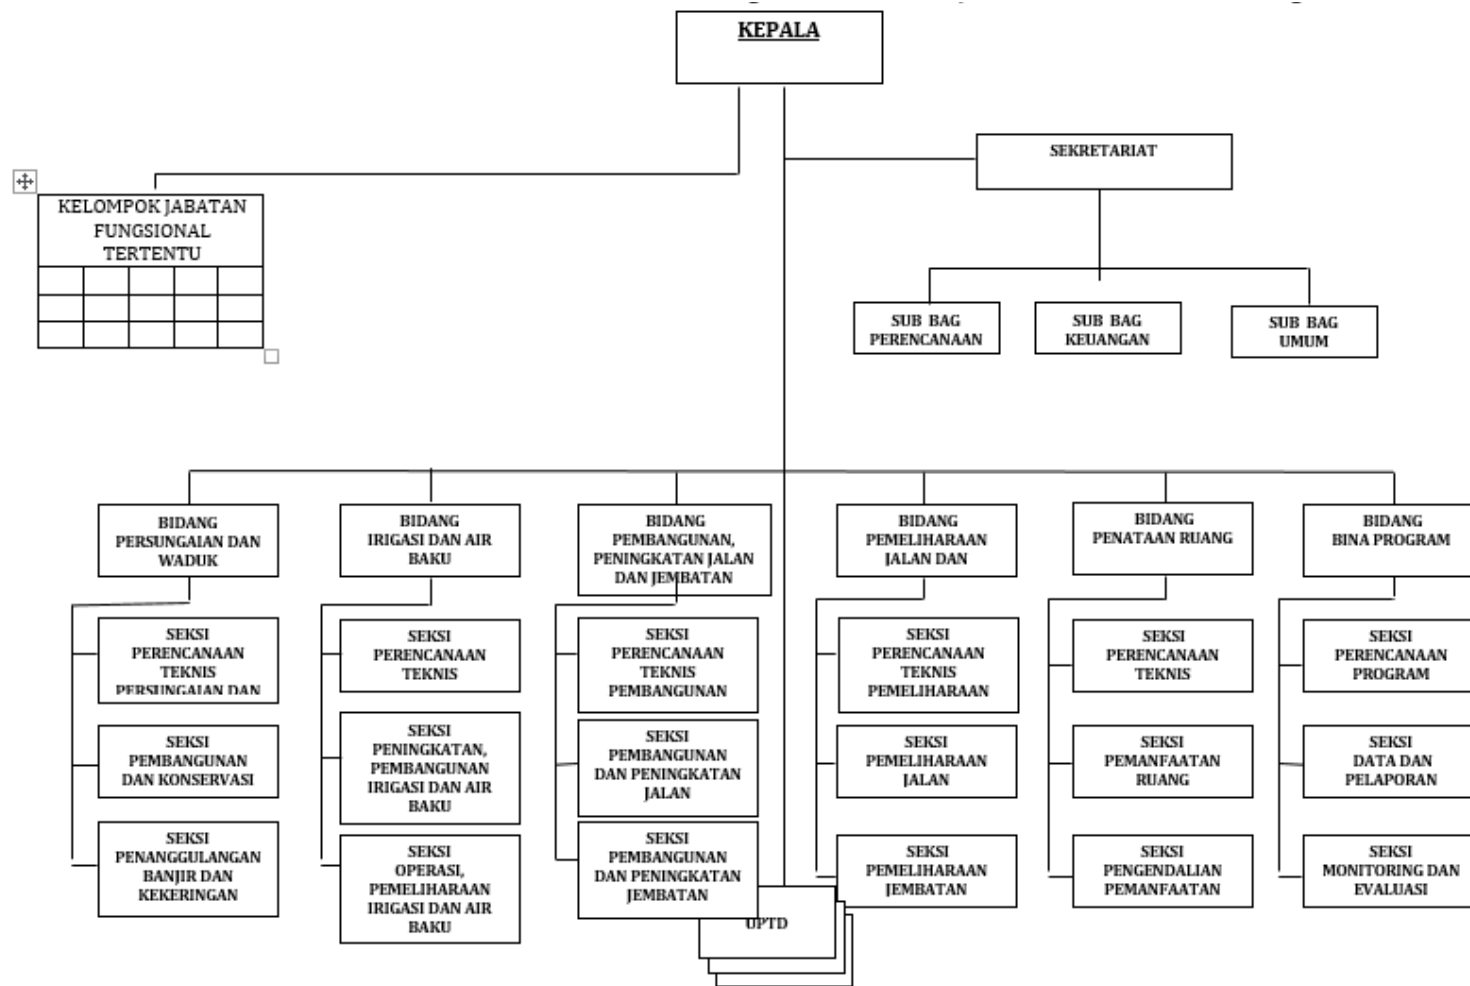 KEPALA
SEKRETARIAT
KELOMPOK JABATAN
FUNGSIONAL
TERTENTU
SUB BAG
PERENCANAAN
SUB BAG
KEUANGAN
SUB BAG
UMUM
BIDANG
PERSUNGAIAN DAN
WADUK
BIDANG
IRIGASI DAN AIR
BAKU
BIDANG
PEMBANGUNAN,
PENINGKATAN JALAN
DAN JEMBATAN
BIDANG
PEMELIHARAAN
JALAN DAN
BIDANG
PENATAAN RUANG
BIDANG
BINA PROGRAM
SEKSI
PERENCANAAN
TEKNIS
PERSUNGAIAN DAN
SEKSI
PERENCANAAN
TEKNIS
SEKSI
PERENCANAAN
TEKNIS
PEMBANGUNAN
SEKSI
PERENCANAAN
TEKNIS
PEMELIHARAAN
SEKSI
PERENCANAAN
TEKNIS
SEKSI
PERENCANAAN
PROGRAM
SEKSI
PEMBANGUNAN
DAN KONSERVASI
SEKSI
PENINGKATAN,
PEMBANGUNAN
IRIGASI DAN AIR
BAKU
SEKSI
PEMBANGUNAN
DAN PENINGKATAN
JALAN
SEKSI
PEMELIHARAAN
JALAN
SEKSI
PEMANFAATAN
RUANG
SEKSI
DATA DAN
PELAPORAN
SEKSI
PENANGGULANGAN
BANJIR DAN
KEKERINGAN
SEKSI
OPERASI,
PEMELIHARAAN
IRIGASI DAN AIR
BAKU
SEKSI
PEMBANGUNAN
DAN PENINGKATAN
JEMBATAN
SEKSI
PEMELIHARAAN
JEMBATAN
SEKSI
PENGENDALIAN
PEMANFAATAN
SEKSI
MONITORING DAN
EVALUASI
UPTD